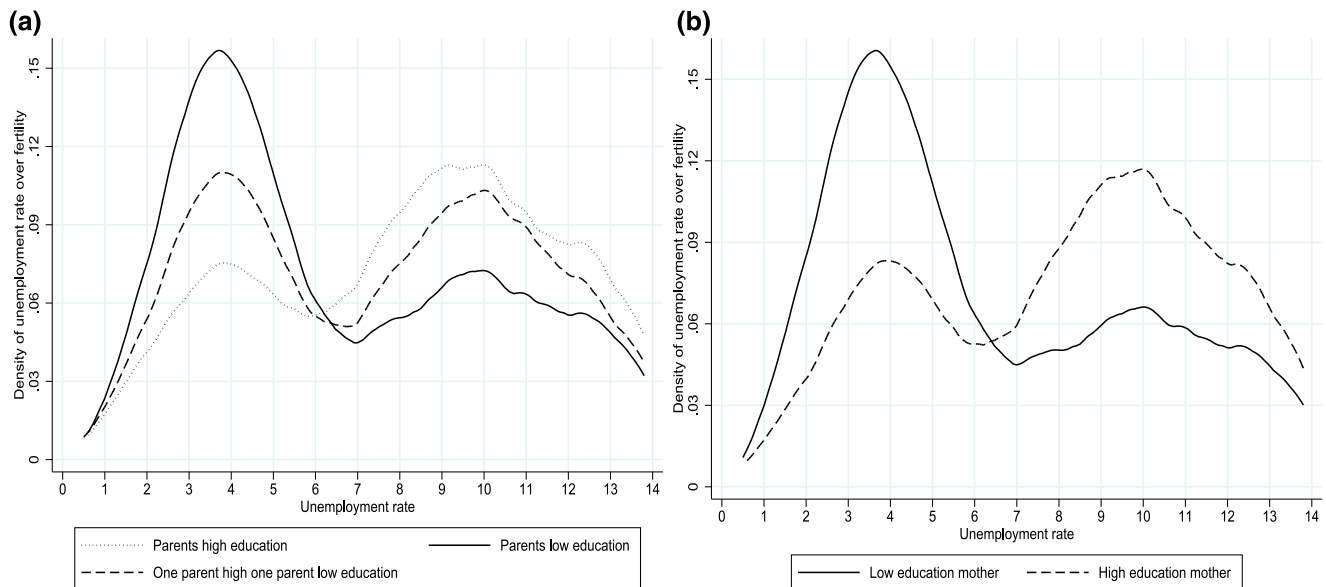 (a)
Density of unemployment rate over fertility
.15
.12
.09
.06
.03
0
0 1 2 3 4 5 6 7 8 9 10 11 12 13 14
Unemployment rate
Parents high education
Parents low education
One parent high one parent low education
(b)
Density of unemployment rate over fertility
.15
.12
.09
.06
.03
0
0 1 2 3 4 5 6 7 8 9 10 11 12 13 14
Unemployment rate
Low education mother
High education mother